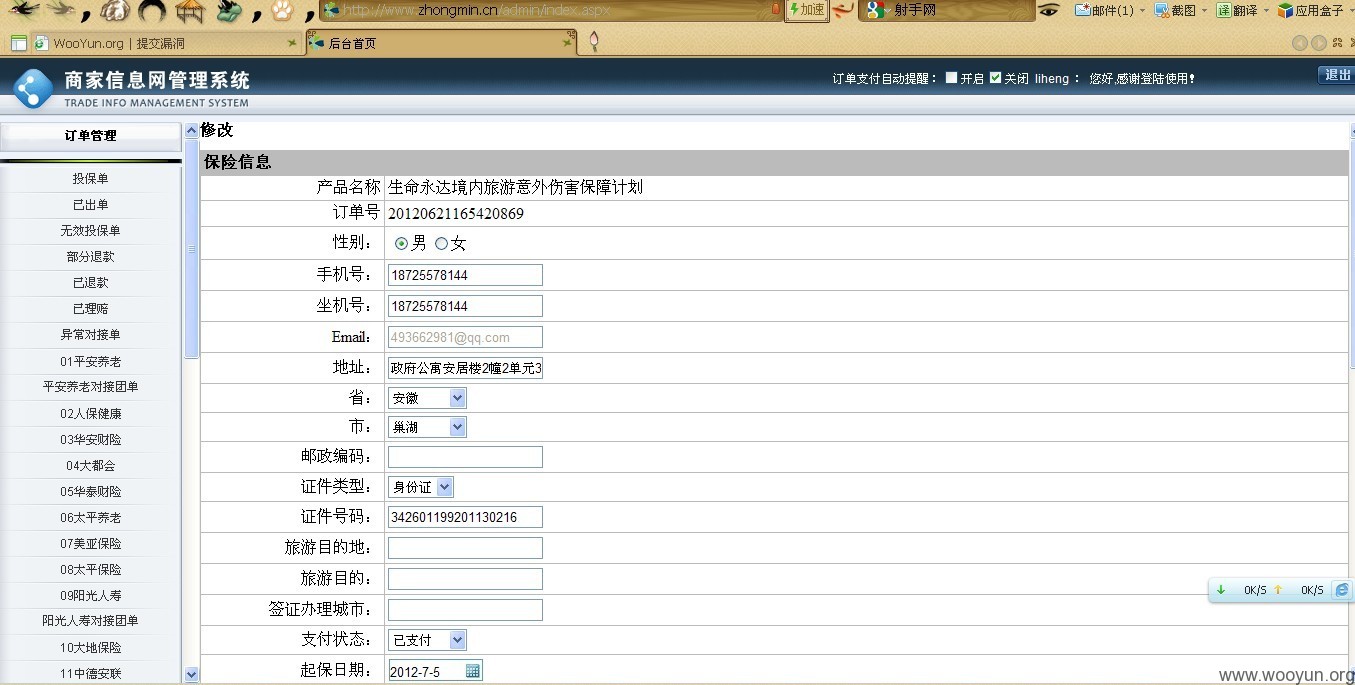 http://www.zhongmin.cn/admin/index.aspx 加速 射手网 邮件(1) 截图 翻译 应用盒子
WooYun.org | 提交漏洞 后台首页
商家信息网管理系统
TRADE INFO MANAGEMENT SYSTEM
订单支付自动提醒： 开启 关闭 liheng ： 您好,感谢登陆使用! 退出
订单管理
投保单
已出单
无效投保单
部分退款
已退款
已理赔
异常对接单
01平安养老
平安养老对接团单
02人保健康
03华安财险
04大都会
05华泰财险
06太平养老
07美亚保险
08太平保险
09阳光人寿
阳光人寿对接团单
10大地保险
11中德安联
修改
保险信息
产品名称 生命永达境内旅游意外伤害保障计划
订单号 20120621165420869
性别： 男 女
手机号： 18725578144
坐机号： 18725578144
Email： 493662981@qq.com
地址： 政府公寓安居楼2幢2单元3
省： 安徽
市： 巢湖
邮政编码：
证件类型： 身份证
证件号码： 342601199201130216
旅游目的地：
旅游目的：
签证办理城市：
支付状态： 已支付
起保日期： 2012-7-5
0K/S 0K/S
www.wooyun.org